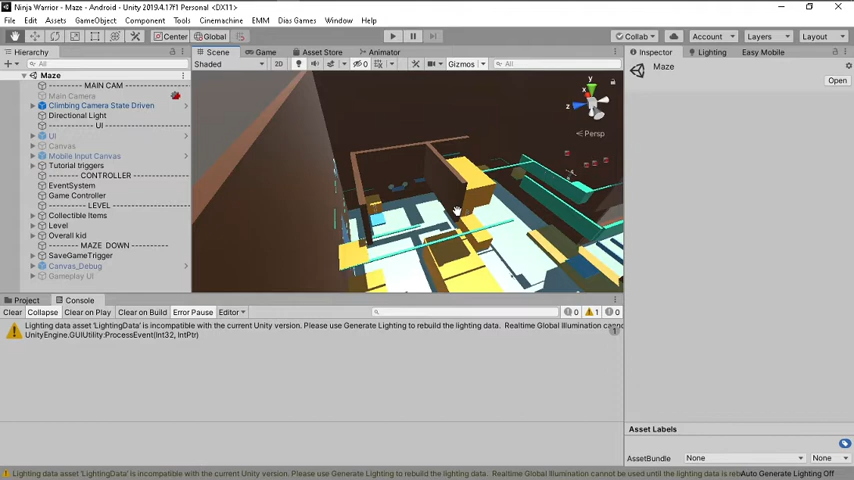 Ninja Warrior - Maze - Android - Unity 2019.4.17f1 Personal <DX11>
File Edit Assets GameObject Component Tools Cinemachine EMM Dias Games Window Help
Center Global Collab Account Layers Layout
Hierarchy
All
Maze
-------- MAIN CAM --------
Main Camera
Climbing Camera State Driven
Directional Light
-------- UI --------
UI
Canvas
Mobile Input Canvas
Tutorial triggers
-------- CONTROLLER --------
EventSystem
Game Controller
-------- LEVEL --------
Collectible Items
Level
Overall kid
-------- MAZE DOWN --------
SaveGameTrigger
Canvas_Debug
Gameplay UI
Scene Game Asset Store Animator
Shaded 2D 0 Gizmos All
y
x
z
Persp
Inspector Lighting Easy Mobile
Maze
Open
Project Console
Clear Collapse Clear on Play Clear on Build Error Pause Editor 0 1 0
Lighting data asset 'LightingData' is incompatible with the current Unity version. Please use Generate Lighting to rebuild the lighting data. Realtime Global Illumination cannc
UnityEngine.GUIUtility:ProcessEvent(Int32, IntPtr)
1
Asset Labels
AssetBundle None None
Lighting data asset 'LightingData' is incompatible with the current Unity version. Please use Generate Lighting to rebuild the lighting data. Realtime Global Illumination cannot be used until the lighting data is reb Auto Generate Lighting Off